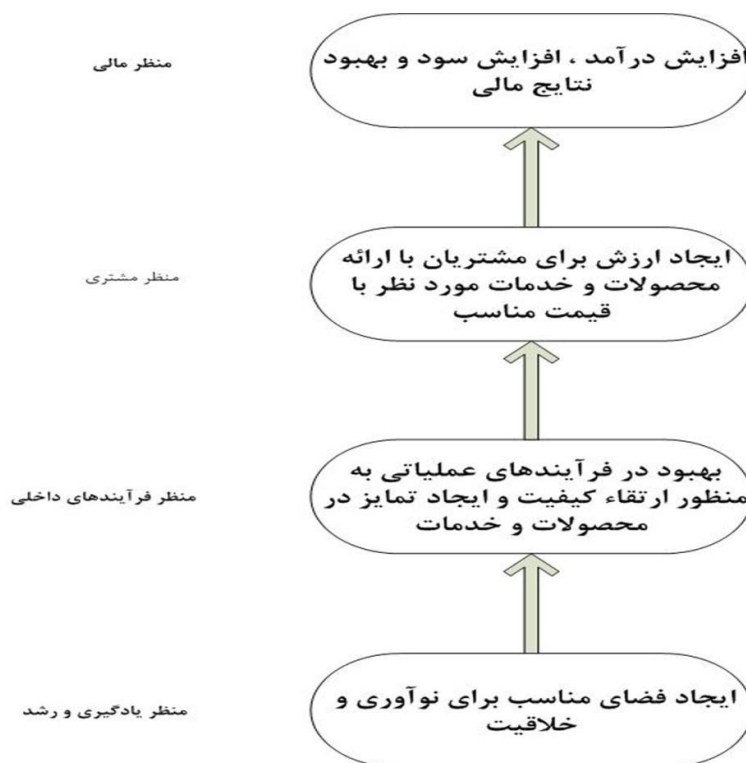 منظر مالی
افزایش درآمد ، افزایش سود و بهبود
نتایج مالی
منظر مشتری
ایجاد ارزش برای مشتریان با ارائه
محصولات و خدمات مورد نظر با
قیمت مناسب
منظر فرآیندهای داخلی
بهبود در فرآیندهای عملیاتی به
منظور ارتقاء کیفیت و ایجاد تمایز در
محصولات و خدمات
منظر یادگیری و رشد
ایجاد فضای مناسب برای نوآوری و
خلاقیت